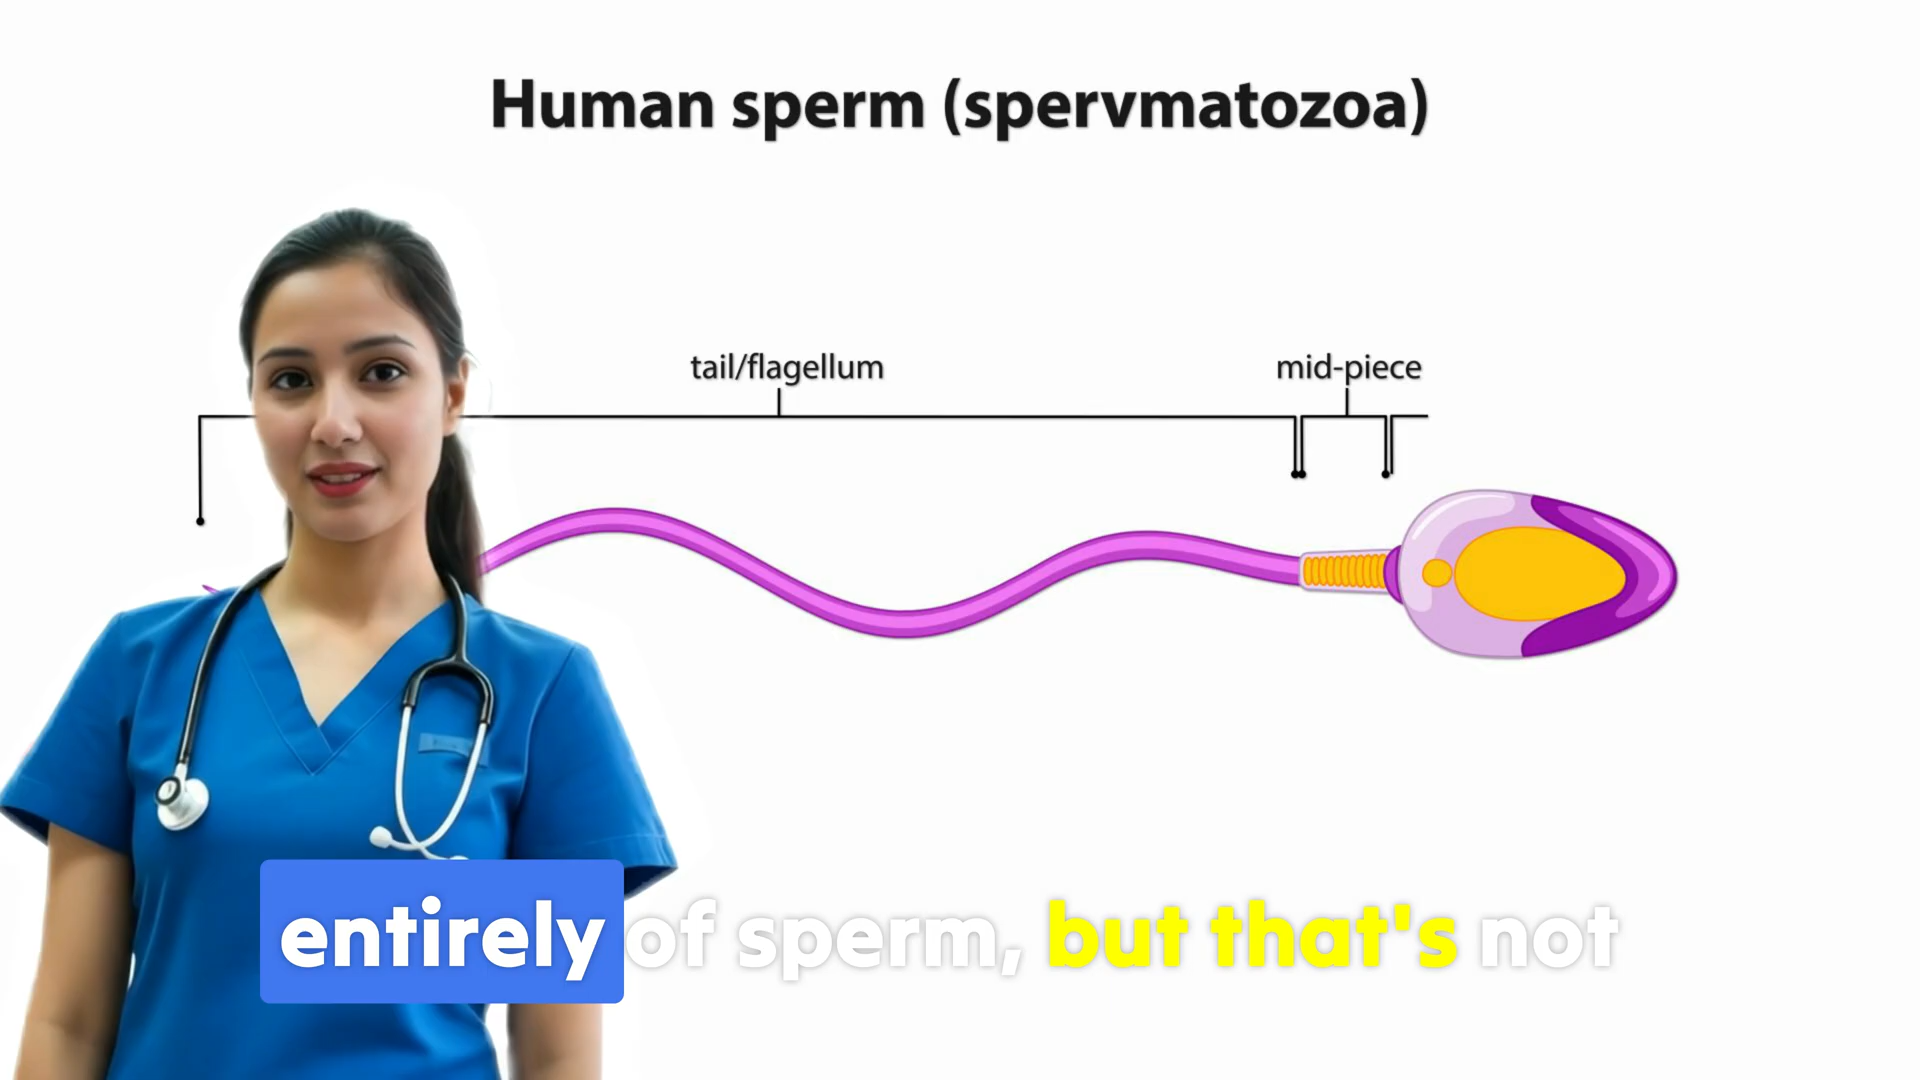 Human sperm (spervmatozoa)
tail/flagellum
mid-piece
entirely of sperm, but that's not